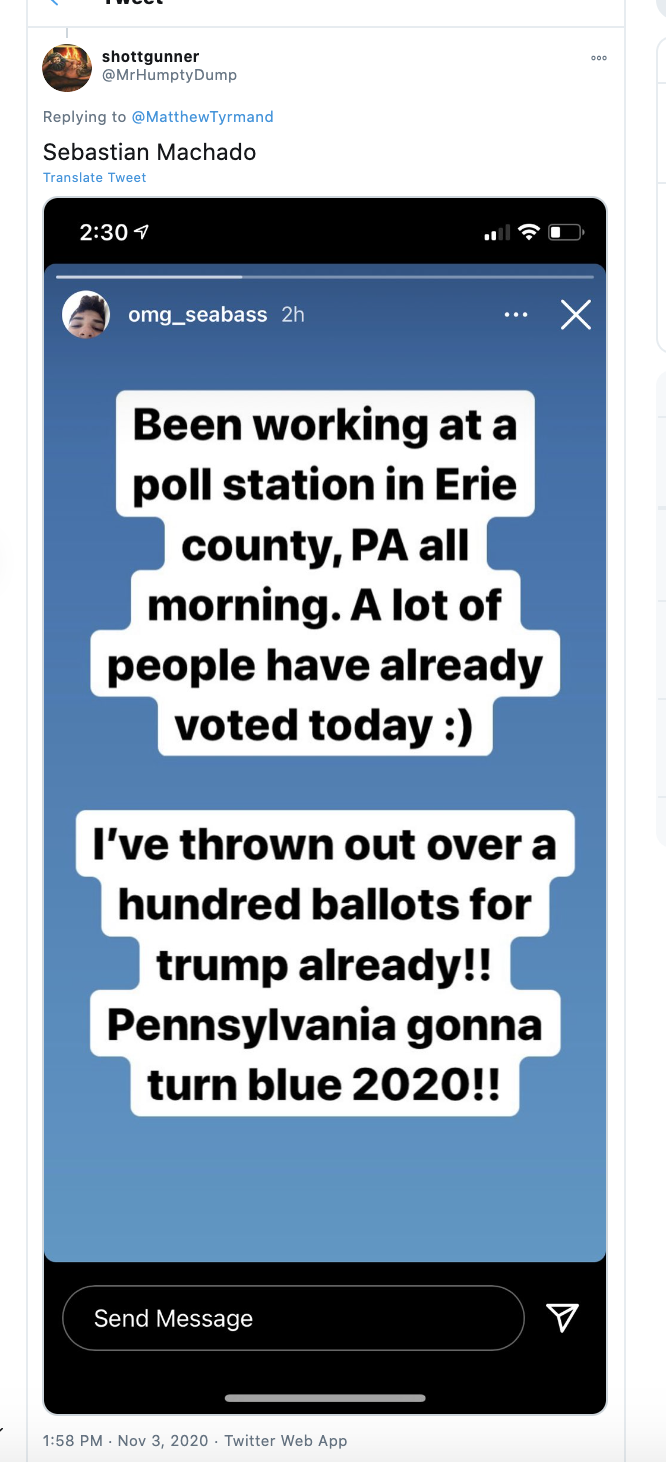 Tweet
shottgunner
@MrHumptyDump
Replying to @MatthewTyrmand
Sebastian Machado
Translate Tweet
2:30
omg_seabass 2h
Been working at a
poll station in Erie
county, PA all
morning. A lot of
people have already
voted today :)
I’ve thrown out over a
hundred ballots for
trump already!!
Pennsylvania gonna
turn blue 2020!!
Send Message
1:58 PM · Nov 3, 2020 · Twitter Web App